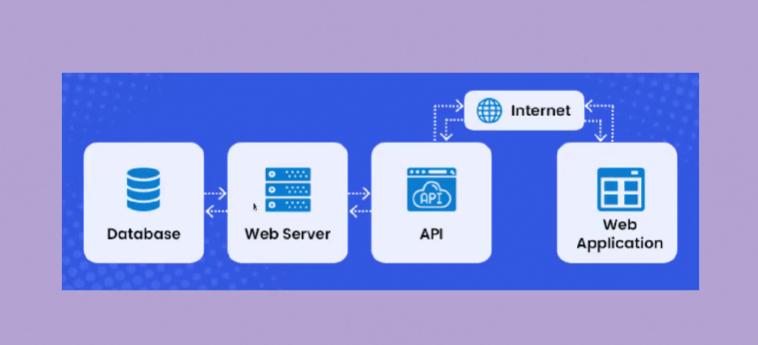 Internet
API
Database
Web Server
API
Web
Application